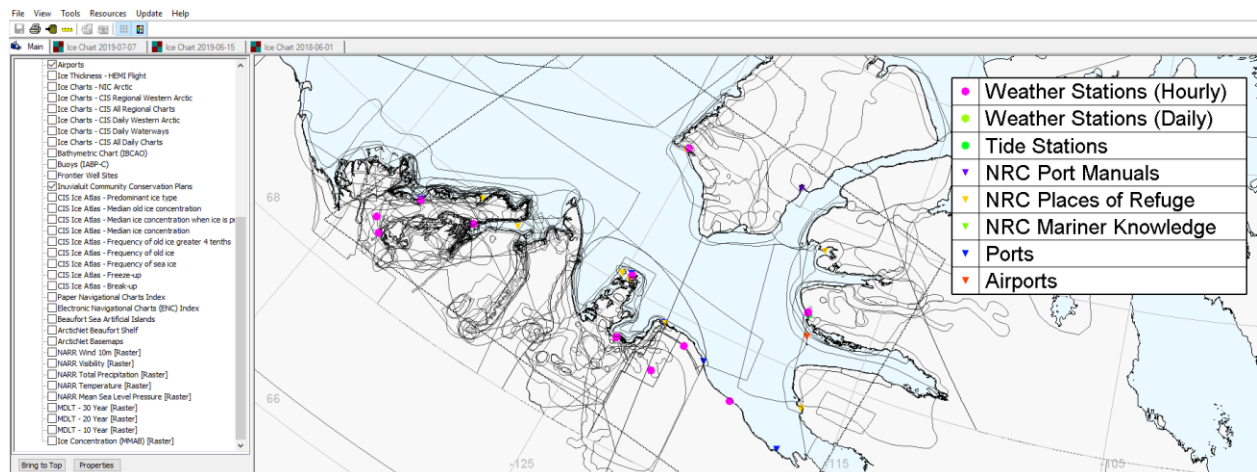 File View Tools Resources Update Help
Main Ice Chart 2019-07-07 Ice Chart 2019-06-15 Ice Chart 2018-06-01
Airports
Ice Thickness - HEMI Flight
Ice Charts - NIC Arctic
Ice Charts - CIS Regional Western Arctic
Ice Charts - CIS All Regional Charts
Ice Charts - CIS Daily Western Arctic
Ice Charts - CIS Daily Waterways
Ice Charts - CIS All Daily Charts
Bathymetric Chart (IBCAO)
Buoys (IABP-C)
Frontier Well Sites
Inuvialuit Community Conservation Plans
CIS Ice Atlas - Predominant ice type
CIS Ice Atlas - Median old ice concentration
CIS Ice Atlas - Median ice concentration when ice is p
CIS Ice Atlas - Median ice concentration
CIS Ice Atlas - Frequency of old ice greater 4 tenths
CIS Ice Atlas - Frequency of old ice
CIS Ice Atlas - Frequency of sea ice
CIS Ice Atlas - Freeze-up
CIS Ice Atlas - Break-up
Paper Navigational Charts Index
Electronic Navigational Charts (ENC) Index
Beaufort Sea Artificial Islands
ArcticNet Beaufort Shelf
ArcticNet Basemaps
NARR Wind 10m [Raster]
NARR Visibility [Raster]
NARR Total Precipitation [Raster]
NARR Temperature [Raster]
NARR Mean Sea Level Pressure [Raster]
MDLT - 30 Year [Raster]
MDLT - 20 Year [Raster]
MDLT - 10 Year [Raster]
Ice Concentration (MMAB) [Raster]
Bring to Top Properties
68
66
-125
-115
-105
Weather Stations (Hourly)
Weather Stations (Daily)
Tide Stations
NRC Port Manuals
NRC Places of Refuge
NRC Mariner Knowledge
Ports
Airports